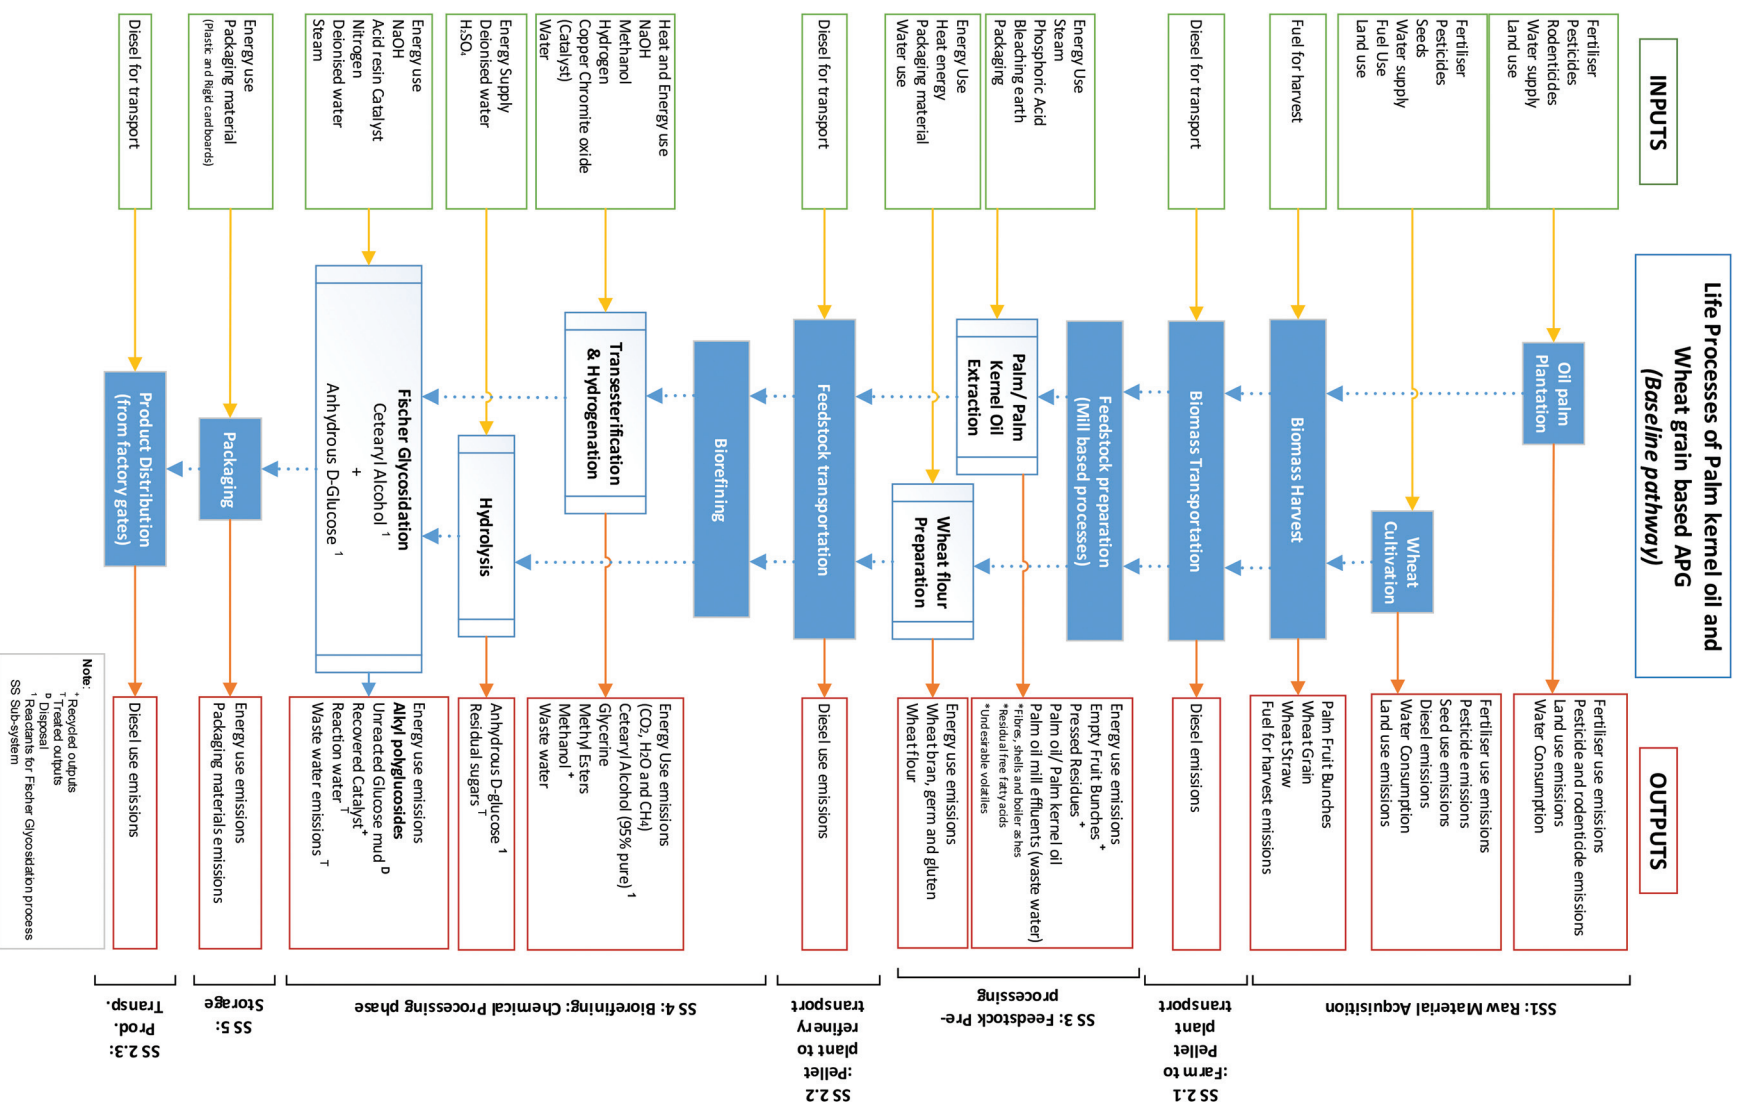 Life Processes of Palm kernel oil and
Wheat grain based APG
(Baseline pathway)
INPUTS
OUTPUTS
Fertiliser
Pesticides
Rodenticides
Water supply
Land use
Oil palm
Plantation
Fertiliser use emissions
Pesticide and rodenticide emissions
Land use emissions
Water Consumption
Fertiliser
Pesticides
Seeds
Water supply
Fuel Use
Land use
Wheat
Cultivation
Fertiliser use emissions
Pesticide emissions
Seed use emissions
Diesel emissions
Water Consumption
Land use emissions
Fuel for harvest
Biomass Harvest
Palm Fruit Bunches
Wheat Grain
Wheat Straw
Fuel for harvest emissions
SS1: Raw Material Acquisition
Diesel for transport
Biomass Transportation
Diesel emissions
SS 2.1
:Farm to
Pellet
plant
transport
Feedstock preparation
(Mill based processes)
Energy Use
Steam
Phosphoric Acid
Bleaching earth
Packaging
Palm/ Palm
Kernel Oil
Extraction
Energy use emissions
Empty Fruit Bunches +
Pressed Residues +
Palm oil/ Palm kernel oil
Palm oil mill effluents (waste water)
*Fibres, shells and boiler ashes
*Residual free fatty acids
*Undesirable volatiles
Energy Use
Heat energy
Packaging material
Water use
Wheat flour
Preparation
Energy use emissions
Wheat bran, germ and gluten
Wheat flour
SS 3: Feedstock Pre-
processing
Diesel for transport
Feedstock transportation
Diesel use emissions
SS 2.2
:Pellet
plant to
refinery
transport
Biorefining
Heat and Energy use
NaOH
Methanol
Hydrogen
Copper Chromite oxide
(Catalyst)
Water
Transesterification
& Hydrogenation
Energy Use emissions
(CO₂, H₂O and CH₄)
Cetearyl Alcohol (95% pure) 1
Glycerine
Methyl Esters
Methanol +
Waste water
Energy Supply
Deionised water
H₂SO₄
Hydrolysis
Anhydrous D-glucose 1
Residual sugars T
Energy use
NaOH
Acid resin Catalyst
Nitrogen
Deionised water
Steam
Fischer Glycosidation
Cetearyl Alcohol 1
+
Anhydrous D-Glucose 1
Energy use emissions
Alkyl polyglucosides
Unreacted Glucose mud D
Recovered Catalyst +
Reaction water T
Waste water emissions T
SS 4: Biorefining: Chemical Processing phase
Energy use
Packaging material
(Plastic and Rigid cardboards)
Packaging
Energy use emissions
Packaging materials emissions
SS 5:
Storage
Diesel for transport
Product Distribution
(from factory gates)
Diesel use emissions
SS 2.3:
Prod.
Transp.
Note:
+ Recycled outputs
T Treated outputs
D Disposal
1 Reactants for Fischer Glycosidation process
SS Sub-system